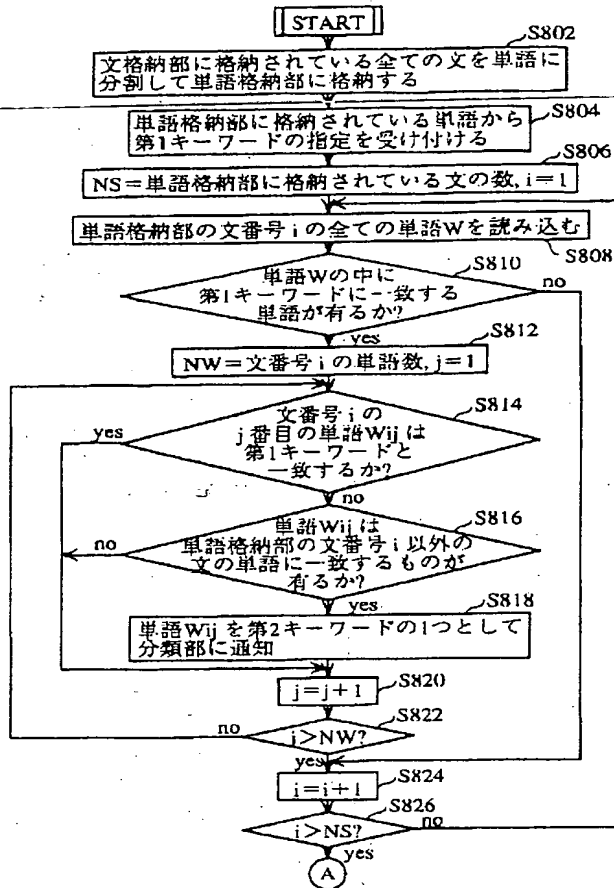 START
S802
文格納部に格納されている全ての文を単語に
分割して単語格納部に格納する
S804
単語格納部に格納されている単語から
第1キーワードの指定を受け付ける
S806
NS=単語格納部に格納されている文の数,i=1
単語格納部の文番号iの全ての単語Wを読み込む
S808
S810
単語Wの中に
第1キーワードに一致する
単語が有るか?
no
yes
S812
NW=文番号iの単語数,j=1
S814
文番号iの
j番目の単語Wijは
第1キーワードと
一致するか?
yes
no
S816
単語Wijは
単語格納部の文番号i以外の
文の単語に一致するものが
有るか?
no
yes
S818
単語Wijを第2キーワードの1つとして
分類部に通知
S820
j=j+1
S822
j>NW?
no
yes
S824
i=i+1
S826
i>NS?
no
yes
A